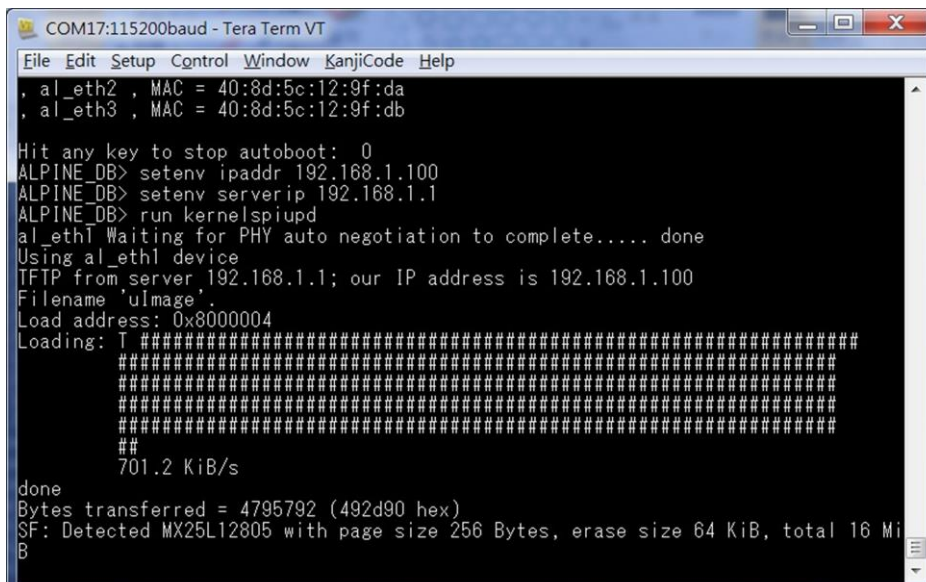 COM17:115200baud - Tera Term VT
File Edit Setup Control Window KanjiCode Help
, al_eth2 , MAC = 40:8d:5c:12:9f:da
, al_eth3 , MAC = 40:8d:5c:12:9f:db
Hit any key to stop autoboot:  0
ALPINE_DB> setenv ipaddr 192.168.1.100
ALPINE_DB> setenv serverip 192.168.1.1
ALPINE_DB> run kernelspiupd
al_eth1 Waiting for PHY auto negotiation to complete..... done
Using al_eth1 device
TFTP from server 192.168.1.1; our IP address is 192.168.1.100
Filename 'uImage'.
Load address: 0x8000004
Loading: T #################################################################
#################################################################
#################################################################
#################################################################
#################################################################
##
701.2 KiB/s
done
Bytes transferred = 4795792 (492d90 hex)
SF: Detected MX25L12805 with page size 256 Bytes, erase size 64 KiB, total 16 Mi
B